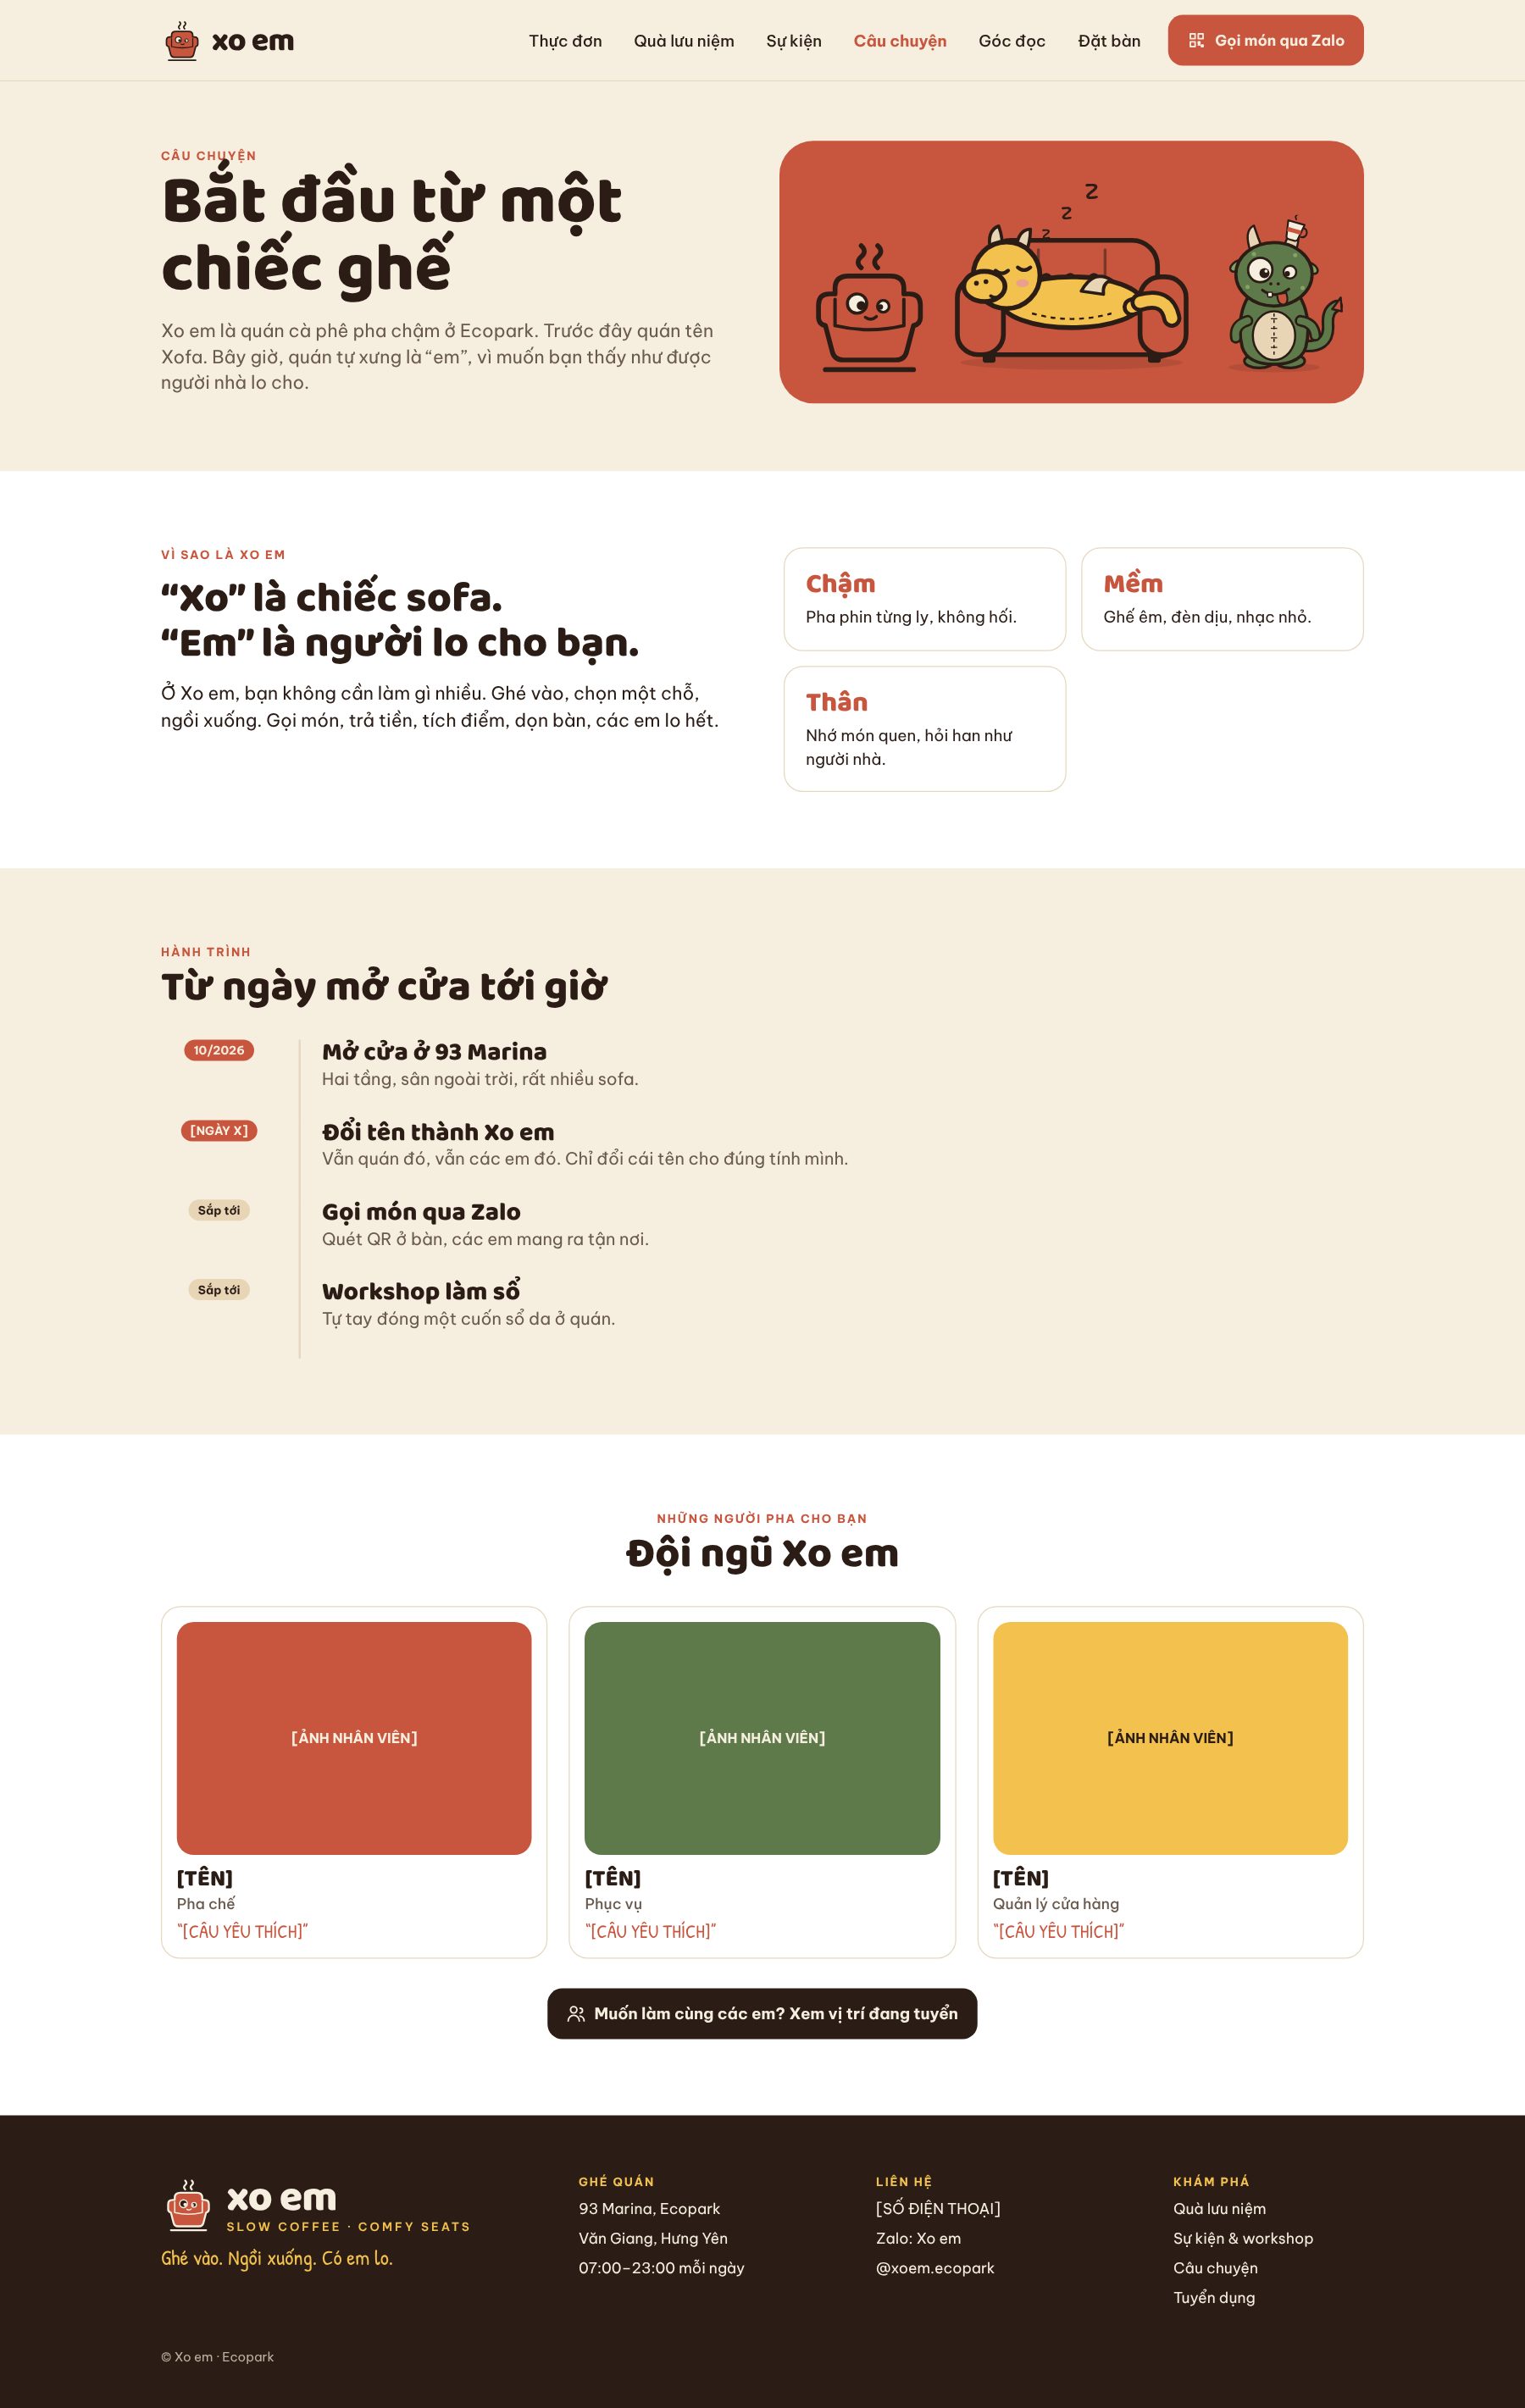 xo em
Thực đơn
Quà lưu niệm
Sự kiện
Câu chuyện
Góc đọc
Đặt bàn
Gọi món qua Zalo
CÂU CHUYỆN
Bắt đầu từ một
chiếc ghế
Xo em là quán cà phê pha chậm ở Ecopark. Trước đây quán tên
Xofa. Bây giờ, quán tự xưng là “em”, vì muốn bạn thấy như được
người nhà lo cho.
z
z
z
VÌ SAO LÀ XO EM
“Xo” là chiếc sofa.
“Em” là người lo cho bạn.
Ở Xo em, bạn không cần làm gì nhiều. Ghé vào, chọn một chỗ,
ngồi xuống. Gọi món, trả tiền, tích điểm, dọn bàn, các em lo hết.
Chậm
Pha phin từng ly, không hối.
Mềm
Ghế êm, đèn dịu, nhạc nhỏ.
Thân
Nhớ món quen, hỏi han như
người nhà.
HÀNH TRÌNH
Từ ngày mở cửa tới giờ
10/2026
Mở cửa ở 93 Marina
Hai tầng, sân ngoài trời, rất nhiều sofa.
[NGÀY X]
Đổi tên thành Xo em
Vẫn quán đó, vẫn các em đó. Chỉ đổi cái tên cho đúng tính mình.
Sắp tới
Gọi món qua Zalo
Quét QR ở bàn, các em mang ra tận nơi.
Sắp tới
Workshop làm sổ
Tự tay đóng một cuốn sổ da ở quán.
NHỮNG NGƯỜI PHA CHO BẠN
Đội ngũ Xo em
[ẢNH NHÂN VIÊN]
[TÊN]
Pha chế
“[CÂU YÊU THÍCH]”
[ẢNH NHÂN VIÊN]
[TÊN]
Phục vụ
“[CÂU YÊU THÍCH]”
[ẢNH NHÂN VIÊN]
[TÊN]
Quản lý cửa hàng
“[CÂU YÊU THÍCH]”
Muốn làm cùng các em? Xem vị trí đang tuyển
xo em
SLOW COFFEE · COMFY SEATS
Ghé vào. Ngồi xuống. Có em lo.
GHÉ QUÁN
93 Marina, Ecopark
Văn Giang, Hưng Yên
07:00–23:00 mỗi ngày
LIÊN HỆ
[SỐ ĐIỆN THOẠI]
Zalo: Xo em
@xoem.ecopark
KHÁM PHÁ
Quà lưu niệm
Sự kiện & workshop
Câu chuyện
Tuyển dụng
© Xo em · Ecopark